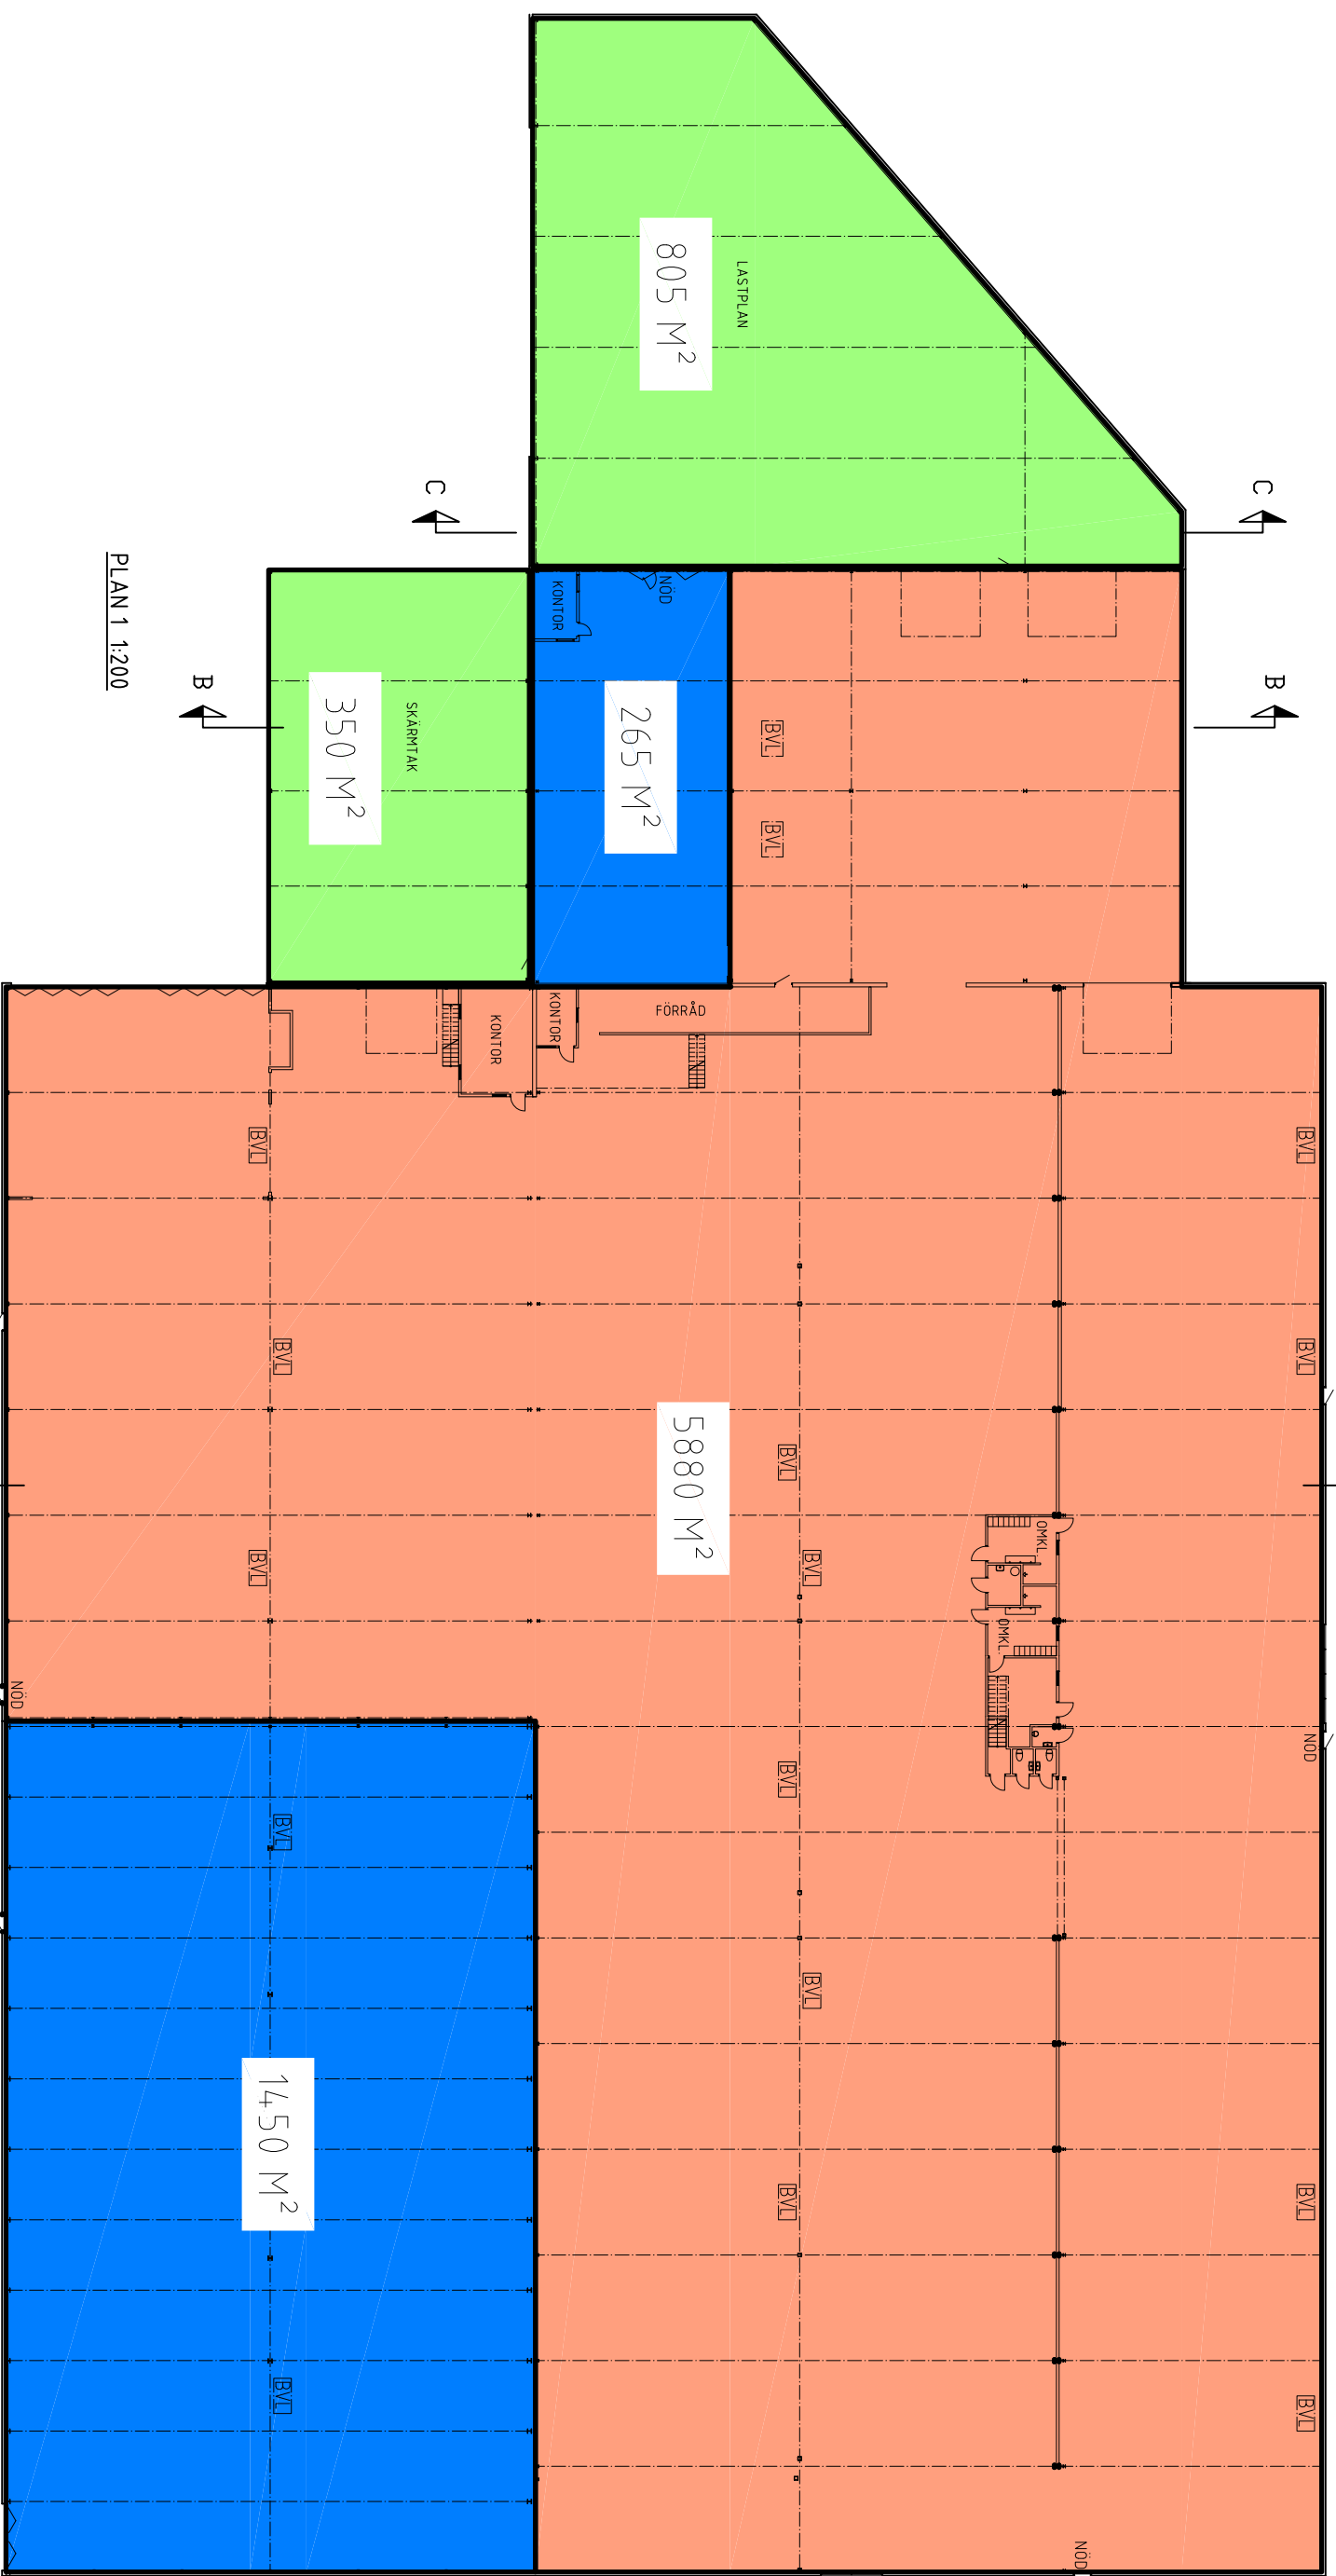 805 M²
LASTPLAN
C
C
PLAN 1 1:200
B
B
350 M²
SKÄRMTAK
KONTOR
NÖD
265 M²
BVL
BVL
KONTOR
KONTOR
FÖRRÅD
BVL
BVL
BVL
BVL
BVL
BVL
BVL
5880 M²
OMKL.
OMKL.
NÖD
NÖD
BVL
BVL
BVL
1450 M²
BVL
BVL
BVL
BVL
NÖD